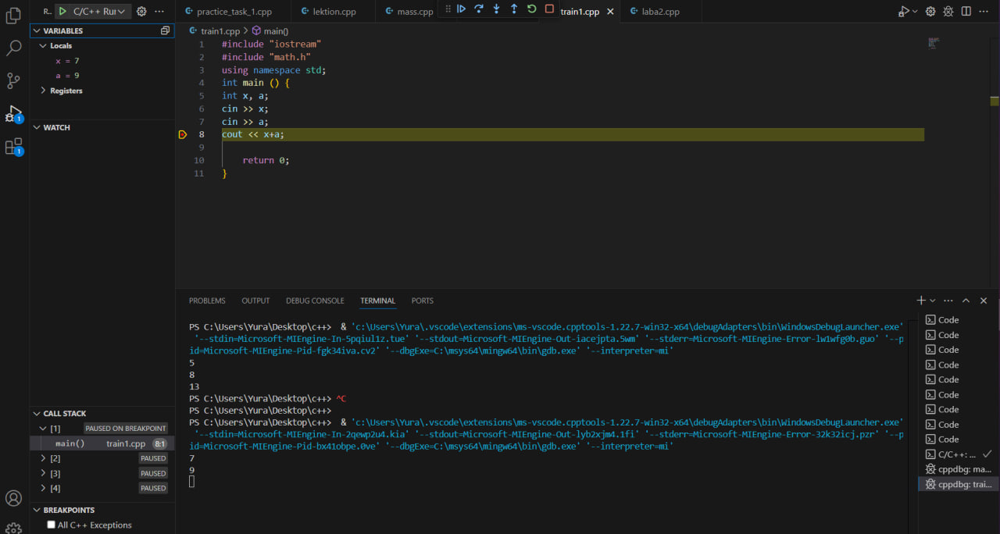 R.. C/C++ Rur
practice_task_1.cpp
lektion.cpp
mass.cpp
train1.cpp
laba2.cpp
VARIABLES
Locals
x = 7
a = 9
Registers
WATCH
CALL STACK
[1] PAUSED ON BREAKPOINT
main() train1.cpp 8:1
[2] PAUSED
[3] PAUSED
[4] PAUSED
BREAKPOINTS
All C++ Exceptions
1
1
train1.cpp > main()
1 #include "iostream"
2 #include "math.h"
3 using namespace std;
4 int main () {
5 int x, a;
6 cin >> x;
7 cin >> a;
8 cout << x+a;
9
10 return 0;
11 }
PROBLEMS OUTPUT DEBUG CONSOLE TERMINAL PORTS
PS C:\Users\Yura\Desktop\c++> & 'c:\Users\Yura\.vscode\extensions\ms-vscode.cpptools-1.22.7-win32-x64\debugAdapters\bin\WindowsDebugLauncher.exe'
'--stdin=Microsoft-MIEngine-In-5pqiul1z.tue' '--stdout=Microsoft-MIEngine-Out-iacejpta.5wm' '--stderr=Microsoft-MIEngine-Error-lw1wfg0b.guo' '--p
id=Microsoft-MIEngine-Pid-fgk34iva.cv2' '--dbgExe=C:\msys64\mingw64\bin\gdb.exe' '--interpreter=mi'
5
8
13
PS C:\Users\Yura\Desktop\c++> ^C
PS C:\Users\Yura\Desktop\c++>
PS C:\Users\Yura\Desktop\c++> & 'c:\Users\Yura\.vscode\extensions\ms-vscode.cpptools-1.22.7-win32-x64\debugAdapters\bin\WindowsDebugLauncher.exe'
'--stdin=Microsoft-MIEngine-In-2qewp2u4.kia' '--stdout=Microsoft-MIEngine-Out-lyb2xjm4.1fi' '--stderr=Microsoft-MIEngine-Error-32k32icj.pzr' '--p
id=Microsoft-MIEngine-Pid-bx41obpe.0ve' '--dbgExe=C:\msys64\mingw64\bin\gdb.exe' '--interpreter=mi'
7
9
Code
Code
Code
Code
Code
Code
Code
Code
Code
C/C++: ...
cppdbg: ma...
cppdbg: trai...